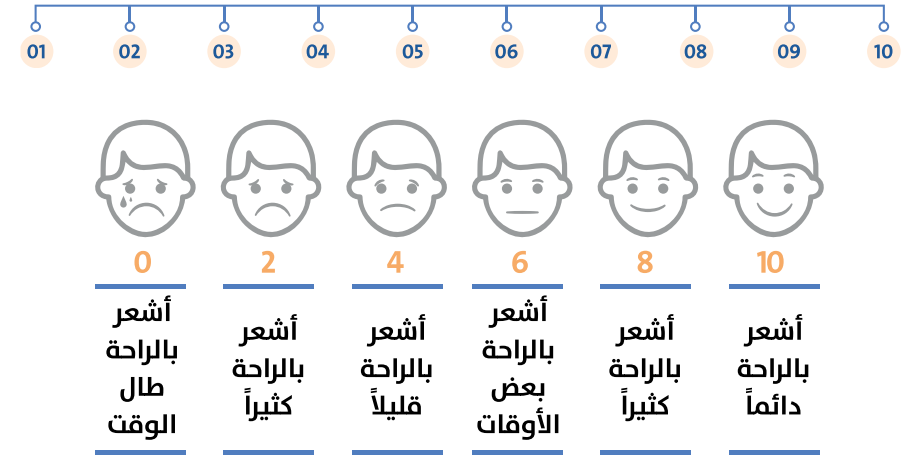 01 02 03 04 05 06 07 08 09 10
0 2 4 6 8 10
أشعر
بالراحة
طال
الوقت
أشعر
بالراحة
كثيراً
أشعر
بالراحة
قليلاً
أشعر
بالراحة
بعض
الأوقات
أشعر
بالراحة
كثيراً
أشعر
بالراحة
دائماً